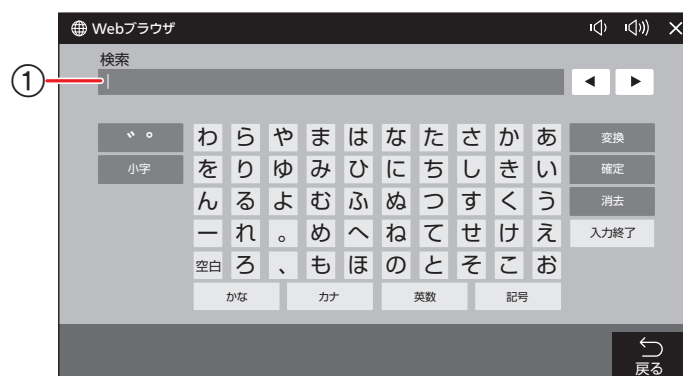 Webブラウザ
検索
①
゛゜ わ ら や ま は な た さ か あ 変換
小字 を り ゆ み ひ に ち し き い 確定
ん る よ む ふ ぬ つ す く う 消去
ー れ 。 め へ ね て せ け え 入力終了
空白 ろ 、 も ほ の と そ こ お
かな カナ 英数 記号
戻る